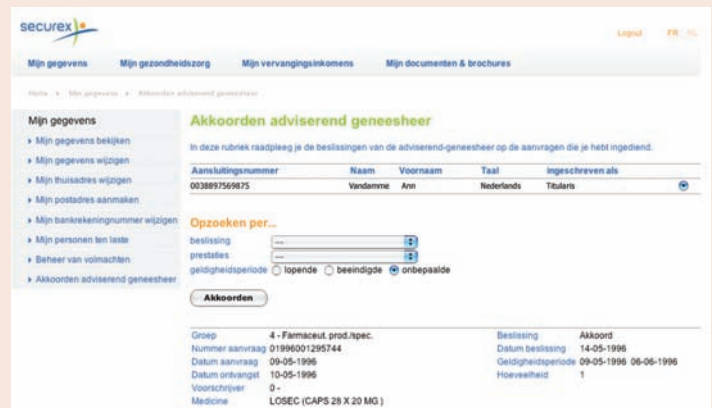 securex
Logout FR NL
Mijn gegevens Mijn gezondheidszorg Mijn vervangingsinkomens Mijn documenten & brochures
Home Mijn gegevens Akkoorden adviserend geneesheer
Mijn gegevens
Mijn gegevens bekijken
Mijn gegevens wijzigen
Mijn thuisadres wijzigen
Mijn postadres aanmaken
Mijn bankrekeningnummer wijzigen
Mijn personen ten laste
Beheer van volmachten
Akkoorden adviserend geneesheer
Akkoorden adviserend geneesheer
In deze rubriek raadpleeg je de beslissingen van de adviserend-geneesheer op de aanvragen die je hebt ingediend.
Aansluitingsnummer Naam Voornaam Taal ingeschreven als
0038897569875 Vandamme Ann Nederlands Titularis
Opzoeken per...
beslissing ---
prestaties ---
geldigheidsperiode lopende beeindigde onbepaalde
Akkoorden
Groep 4 - Farmaceut. prod./spec. Beslissing Akkoord
Nummer aanvraag 01996001295744 Datum beslissing 14-05-1996
Datum aanvraag 09-05-1996 Geldigheidsperiode 09-05-1996 06-06-1996
Datum ontvangst 10-05-1996 Hoeveelheid 1
Voorschrijver 0 -
Medicine LOSEC (CAPS 28 X 20 MG )